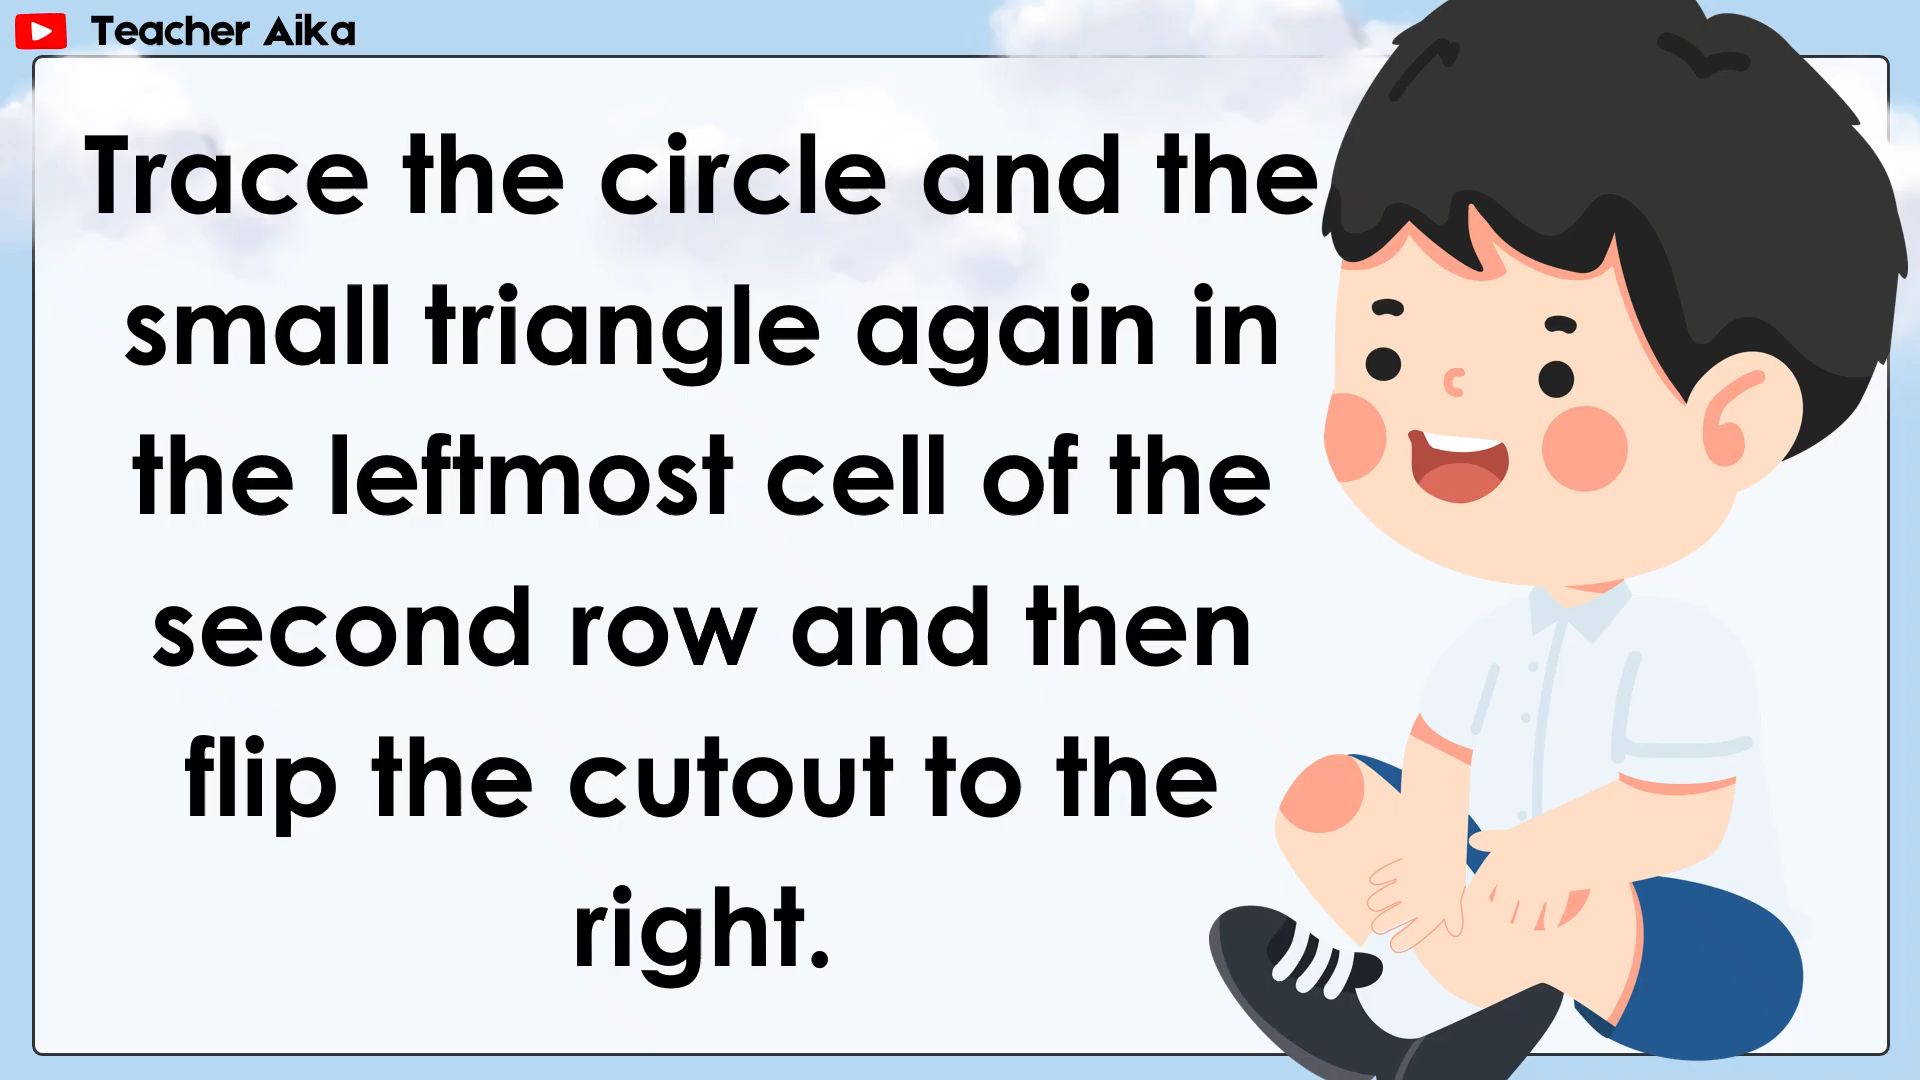 Teacher Aika
Trace the circle and the
small triangle again in
the leftmost cell of the
second row and then
flip the cutout to the
right.